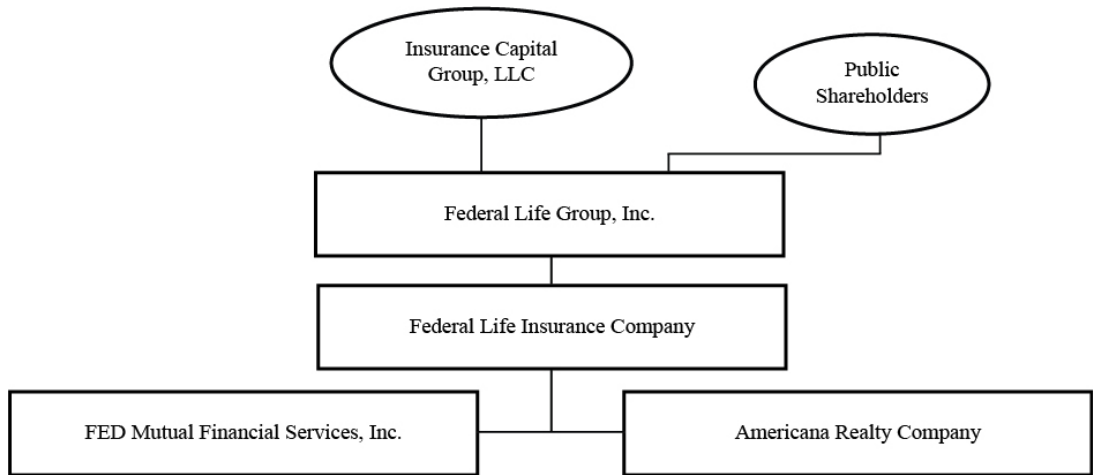 Insurance Capital
Group, LLC
Public
Shareholders
Federal Life Group, Inc.
Federal Life Insurance Company
FED Mutual Financial Services, Inc.
Americana Realty Company